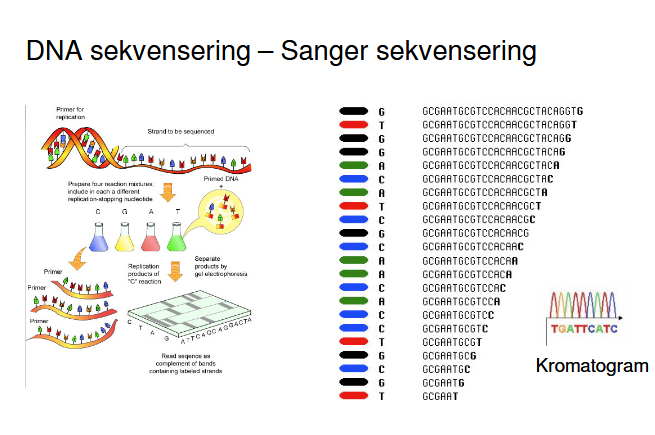 DNA sekvensering – Sanger sekvensering
Primer for
replication
Strand to be sequenced
Prepare four reaction mixtures;
include in each a different
replication-stopping nucleotide
Primed DNA
+
C G A T
Primer
Primer
Primer
Replication
products of
"C" reaction
Separate
products by
gel electrophoresis
C T A G
ATTCAGCAGGACTA
Read seqence as
complement of bands
containing labeled strands
G GCGAATGCGTCCACAACGCTACAGGTG
T GCGAATGCGTCCACAACGCTACAGGT
G GCGAATGCGTCCACAACGCTACAGG
G GCGAATGCGTCCACAACGCTACAG
A GCGAATGCGTCCACAACGCTACA
C GCGAATGCGTCCACAACGCTAC
A GCGAATGCGTCCACAACGCTA
T GCGAATGCGTCCACAACGCT
C GCGAATGCGTCCACAACGC
G GCGAATGCGTCCACAACG
C GCGAATGCGTCCACAAC
A GCGAATGCGTCCACAA
A GCGAATGCGTCCACA
C GCGAATGCGTCCAC
A GCGAATGCGTCCA
C GCGAATGCGTCC
C GCGAATGCGTC
T GCGAATGCGT
G GCGAATGCG
C GCGAATGC
G GCGAATG
T GCGAAT
TGATTCATC
Kromatogram